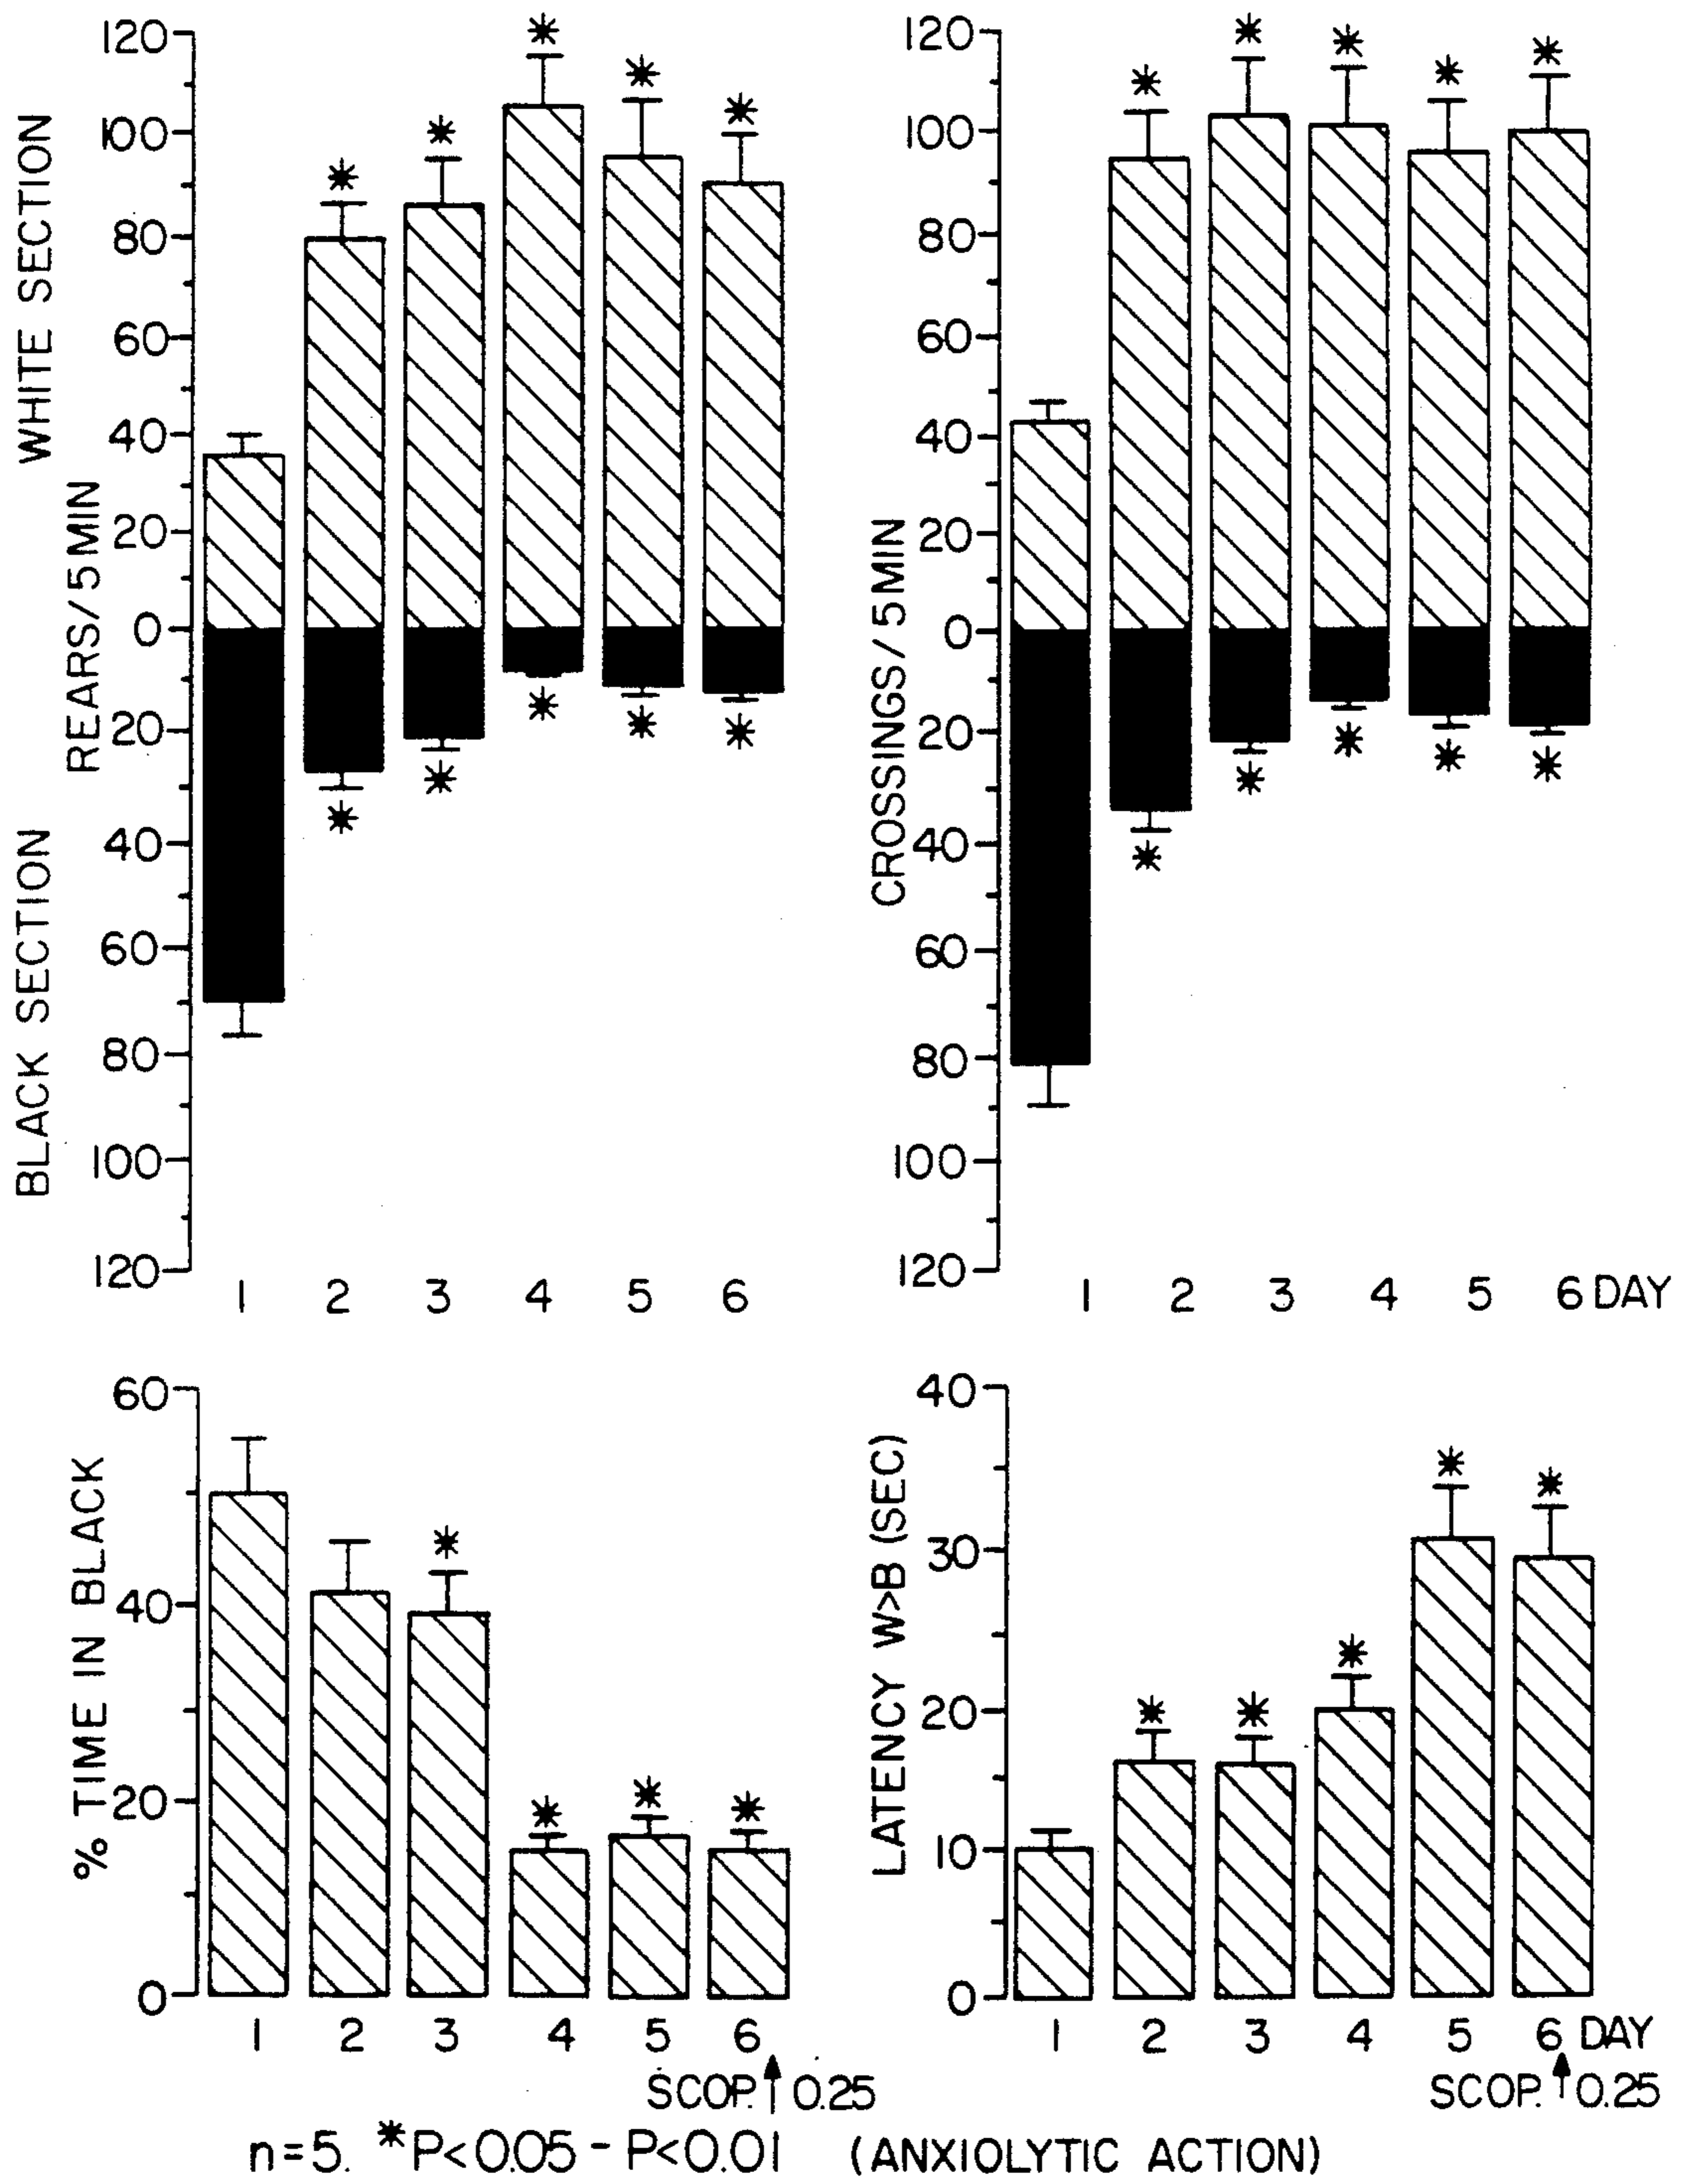 WHITE SECTION
BLACK SECTION
REARS/5MIN
120
100
80
60
40
20
0
20
40
60
80
100
120
1 2 3 4 5 6
CROSSINGS/5MIN
120
100
80
60
40
20
0
20
40
60
80
100
120
1 2 3 4 5 6 DAY
% TIME IN BLACK
60
40
20
0
1 2 3 4 5 6
SCOP. 0.25
LATENCY W>B (SEC)
40
30
20
10
0
1 2 3 4 5 6 DAY
SCOP. 0.25
n=5. *P<0.05 - P<0.01 (ANXIOLYTIC ACTION)